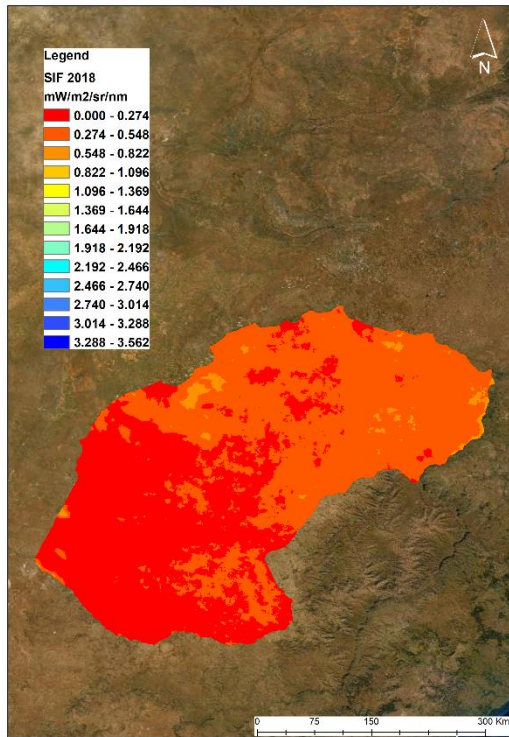 Legend
SIF 2018
mW/m2/sr/nm
0.000 - 0.274
0.274 - 0.548
0.548 - 0.822
0.822 - 1.096
1.096 - 1.369
1.369 - 1.644
1.644 - 1.918
1.918 - 2.192
2.192 - 2.466
2.466 - 2.740
2.740 - 3.014
3.014 - 3.288
3.288 - 3.562
N
0 75 150 300 Km